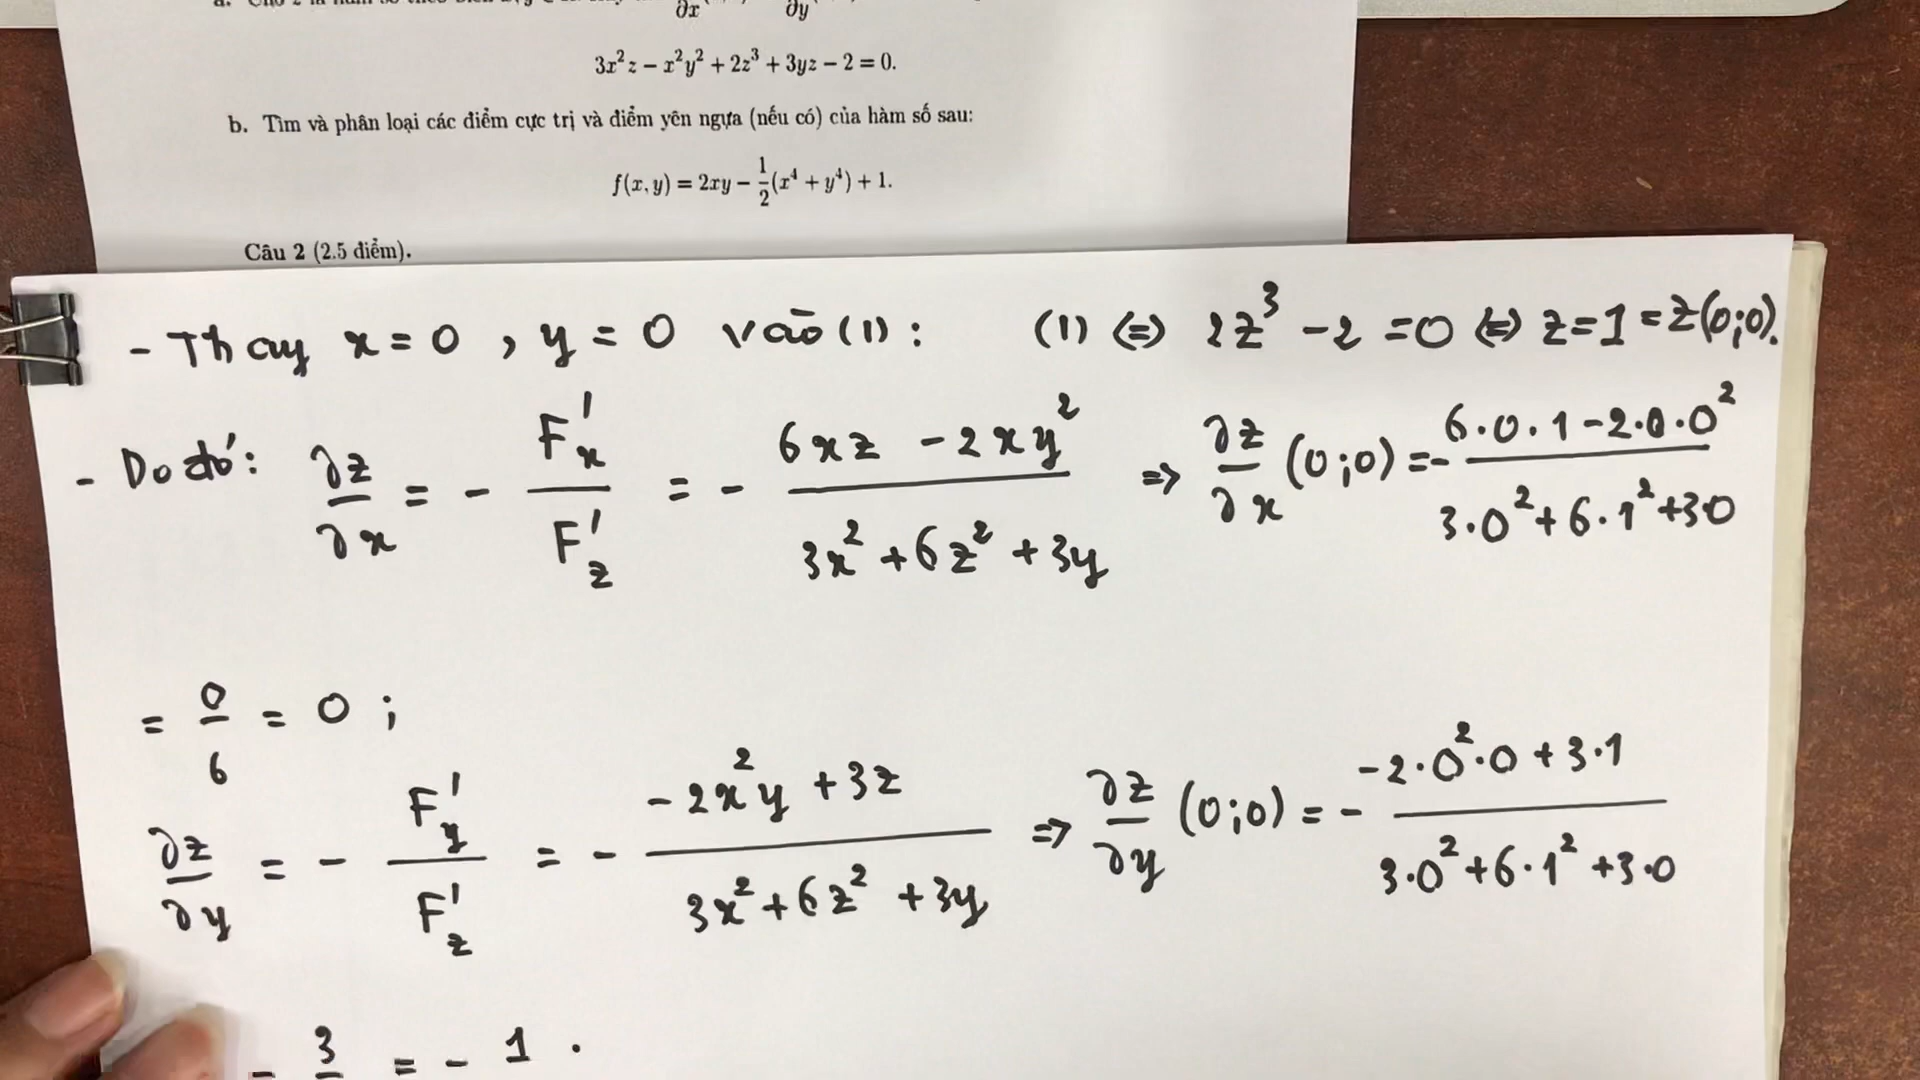 ∂x ∂y
3x²z − x²y² + 2z³ + 3yz − 2 = 0.
b. Tìm và phân loại các điểm cực trị và điểm yên ngựa (nếu có) của hàm số sau:
f(x, y) = 2xy − 1/2(x⁴ + y⁴) + 1.
Câu 2 (2.5 điểm).
- Thay x = 0 , y = 0 vào (1) : (1) ⇔ 2z³ - 2 = 0 ⇔ z = 1 = z(0;0).
- Do đó: ∂z/∂x = - F'x/F'z = - (6xz - 2xy²)/(3x² + 6z² + 3y) ⇒ ∂z/∂x (0;0) = - (6·0·1 - 2·0·0²)/(3·0² + 6·1² + 30)
= 0/6 = 0 ;
∂z/∂y = - F'y/F'z = - (-2x²y + 3z)/(3x² + 6z² + 3y) ⇒ ∂z/∂y (0;0) = - (-2·0²·0 + 3·1)/(3·0² + 6·1² + 3·0)
- 3 = - 1 .